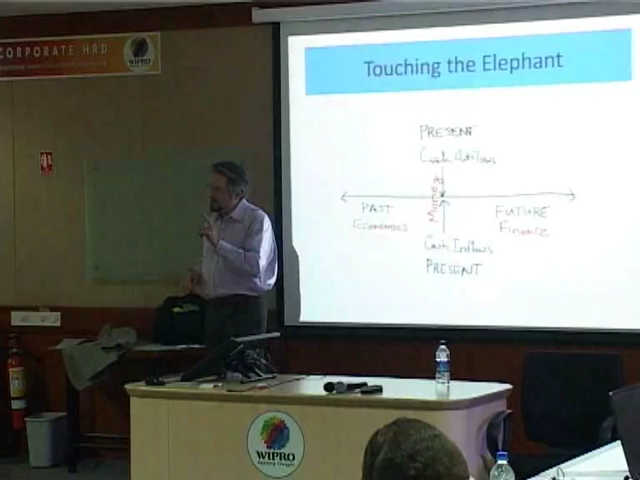 CORPORATE HRD
WIPRO
Touching the Elephant
PRESENT
Cash Outflows
Money
PAST
Economics
FUTURE
Finance
Cash Inflows
PRESENT
WIPRO
Applying Thought